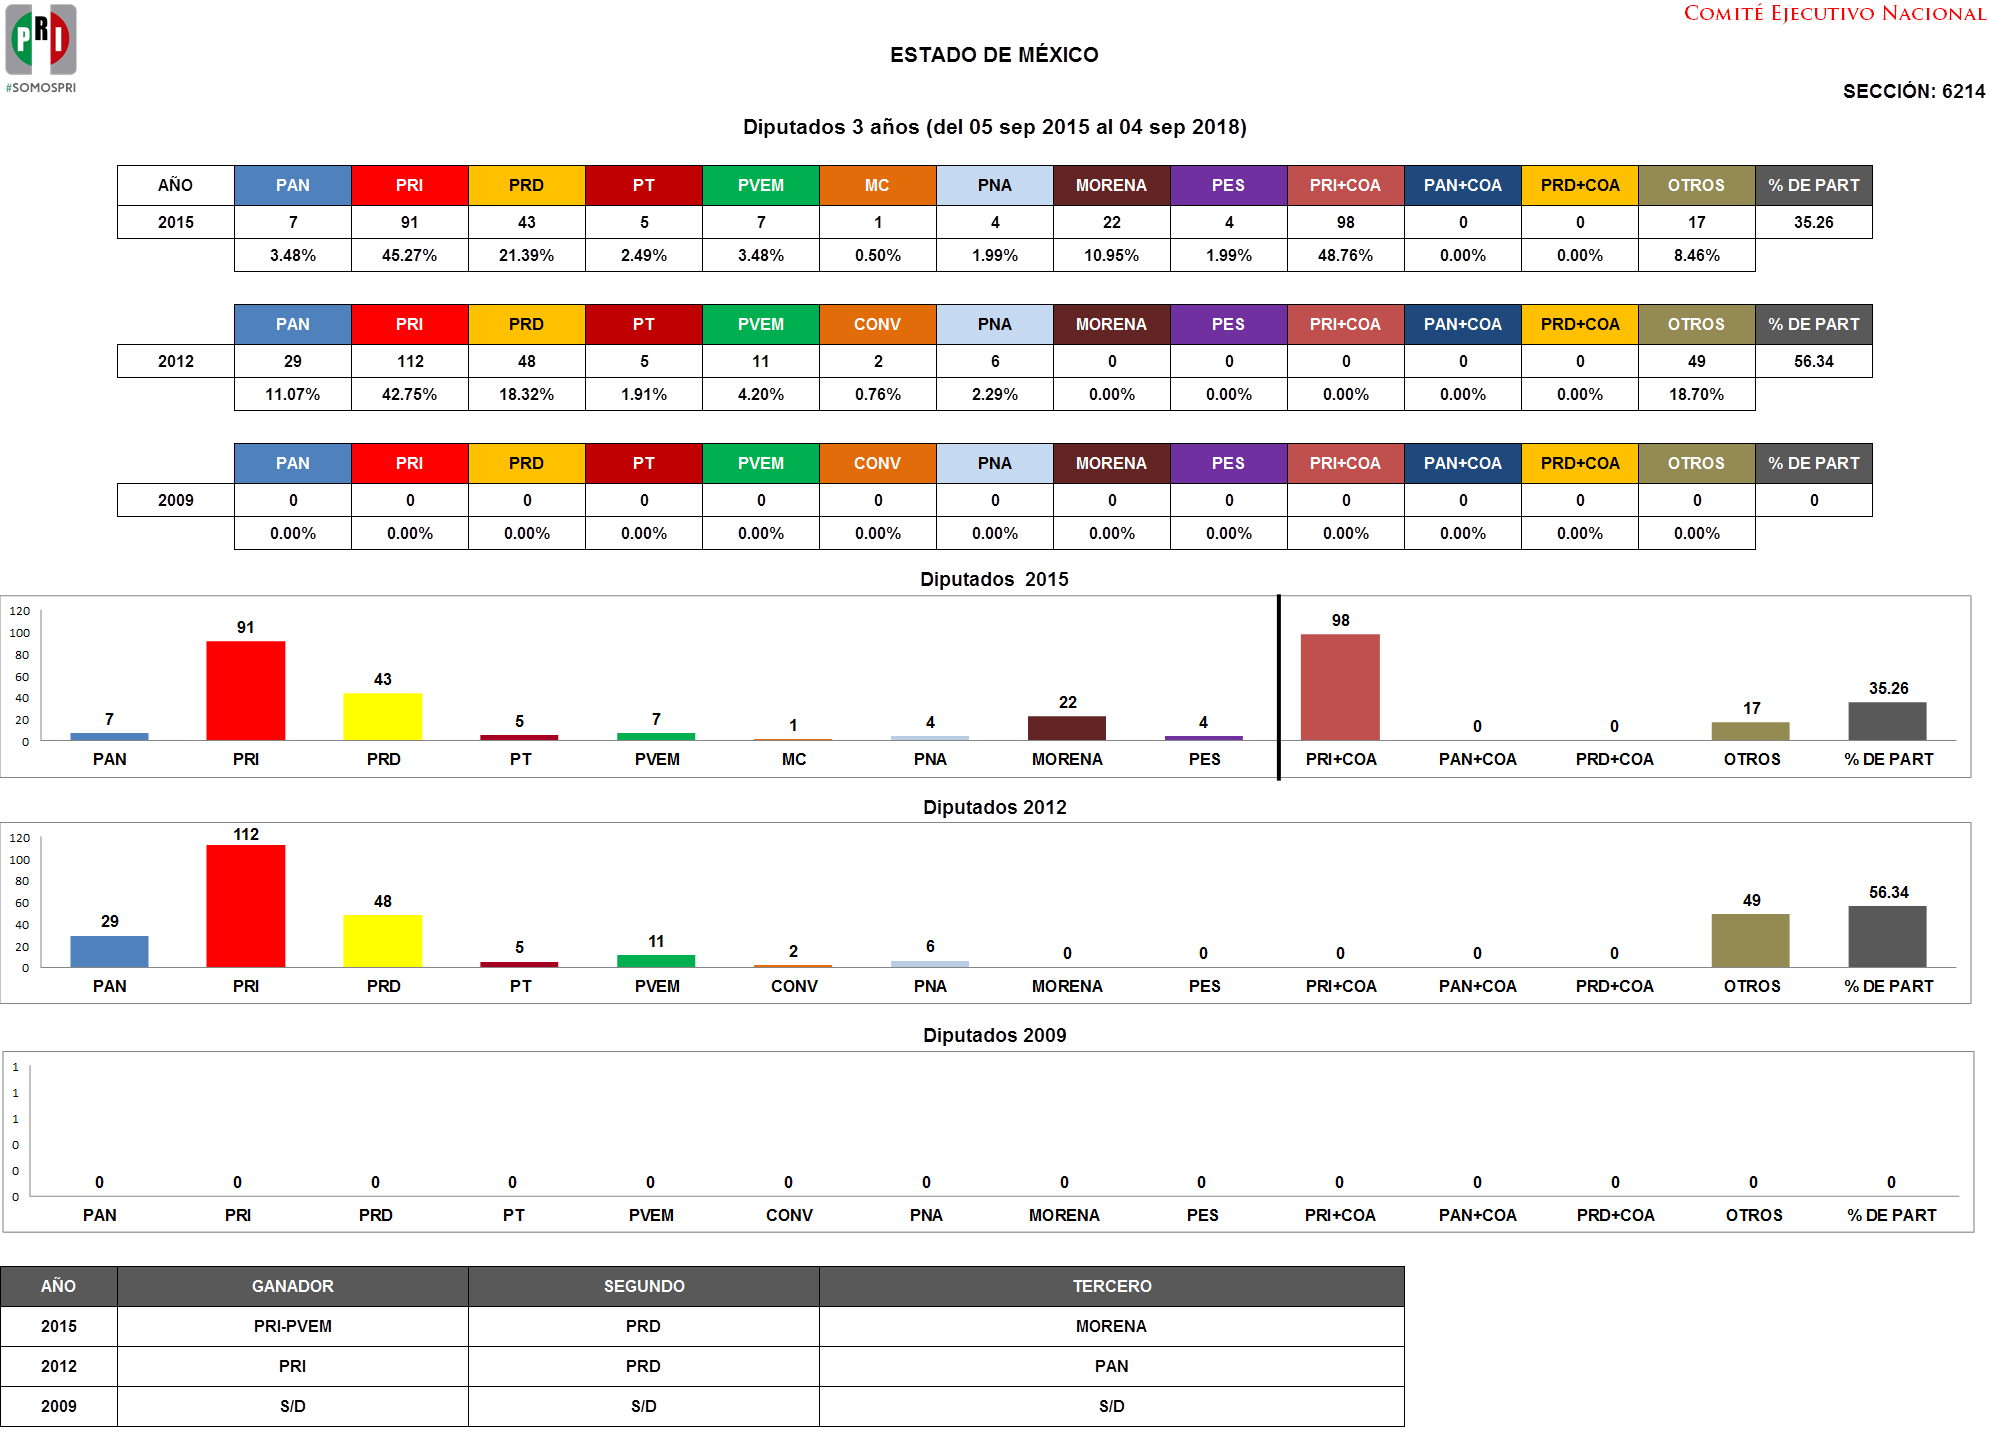 PRI
#SOMOSPRI
COMITÉ EJECUTIVO NACIONAL
ESTADO DE MÉXICO
SECCIÓN: 6214
Diputados 3 años (del 05 sep 2015 al 04 sep 2018)
AÑO PAN PRI PRD PT PVEM MC PNA MORENA PES PRI+COA PAN+COA PRD+COA OTROS % DE PART
2015 7 91 43 5 7 1 4 22 4 98 0 0 17 35.26
3.48% 45.27% 21.39% 2.49% 3.48% 0.50% 1.99% 10.95% 1.99% 48.76% 0.00% 0.00% 8.46%
PAN PRI PRD PT PVEM CONV PNA MORENA PES PRI+COA PAN+COA PRD+COA OTROS % DE PART
2012 29 112 48 5 11 2 6 0 0 0 0 0 49 56.34
11.07% 42.75% 18.32% 1.91% 4.20% 0.76% 2.29% 0.00% 0.00% 0.00% 0.00% 0.00% 18.70%
PAN PRI PRD PT PVEM CONV PNA MORENA PES PRI+COA PAN+COA PRD+COA OTROS % DE PART
2009 0 0 0 0 0 0 0 0 0 0 0 0 0 0
0.00% 0.00% 0.00% 0.00% 0.00% 0.00% 0.00% 0.00% 0.00% 0.00% 0.00% 0.00% 0.00%
Diputados 2015
120
100
80
60
40
20
0
7 91 43 5 7 1 4 22 4 98 0 0 17 35.26
PAN PRI PRD PT PVEM MC PNA MORENA PES PRI+COA PAN+COA PRD+COA OTROS % DE PART
Diputados 2012
120
100
80
60
40
20
0
29 112 48 5 11 2 6 0 0 0 0 0 49 56.34
PAN PRI PRD PT PVEM CONV PNA MORENA PES PRI+COA PAN+COA PRD+COA OTROS % DE PART
Diputados 2009
1
1
1
0
0
0
0 0 0 0 0 0 0 0 0 0 0 0 0 0
PAN PRI PRD PT PVEM CONV PNA MORENA PES PRI+COA PAN+COA PRD+COA OTROS % DE PART
AÑO GANADOR SEGUNDO TERCERO
2015 PRI-PVEM PRD MORENA
2012 PRI PRD PAN
2009 S/D S/D S/D